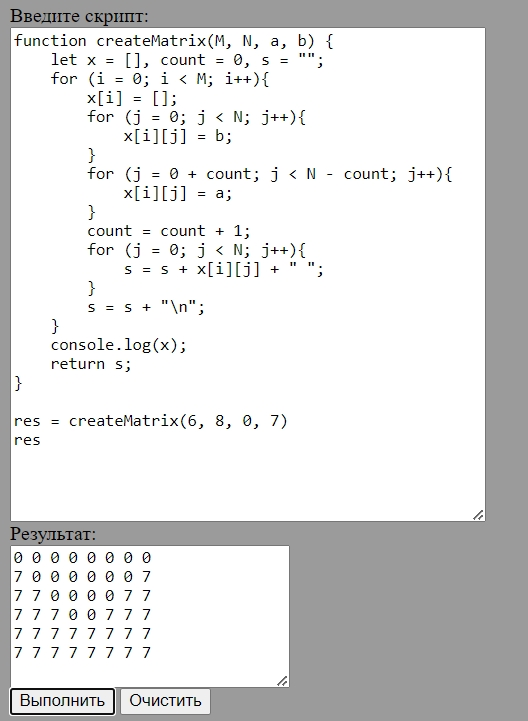 Введите скрипт:
function createMatrix(M, N, a, b) {
    let x = [], count = 0, s = "";
    for (i = 0; i < M; i++){
        x[i] = [];
        for (j = 0; j < N; j++){
            x[i][j] = b;
        }
        for (j = 0 + count; j < N - count; j++){
            x[i][j] = a;
        }
        count = count + 1;
        for (j = 0; j < N; j++){
            s = s + x[i][j] + " ";
        }
        s = s + "\n";
    }
    console.log(x);
    return s;
}

res = createMatrix(6, 8, 0, 7)
res
Результат:
0 0 0 0 0 0 0 0
7 0 0 0 0 0 0 7
7 7 0 0 0 0 7 7
7 7 7 0 0 7 7 7
7 7 7 7 7 7 7 7
7 7 7 7 7 7 7 7
Выполнить Очистить